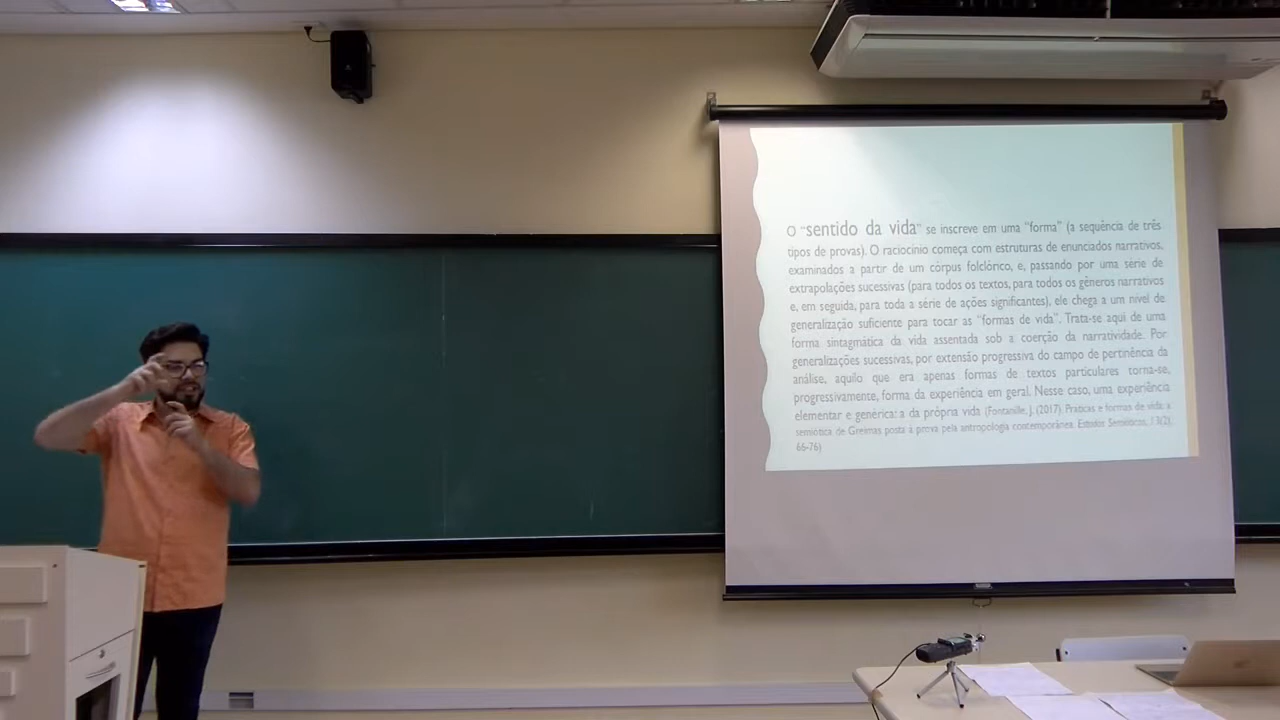 O "sentido da vida" se inscreve em uma "forma" (a sequência de três
tipos de provas). O raciocínio começa com estruturas de enunciados narrativos,
examinados a partir de um córpus folclórico, e, passando por uma série de
extrapolações sucessivas (para todos os textos, para todos os gêneros narrativos
e, em seguida, para toda a série de ações significantes), ele chega a um nível de
generalização suficiente para tocar as "formas de vida". Trata-se aqui de uma
forma sintagmática da vida assentada sob a coerção da narratividade. Por
generalizações sucessivas, por extensão progressiva do campo de pertinência da
análise, aquilo que era apenas formas de textos particulares torna-se,
progressivamente, forma da experiência em geral. Nesse caso, uma experiência
elementar e genérica: a da própria vida (Fontanille, J. (2017). Práticas e formas de vida: a
semiótica de Greimas posta à prova pela antropologia contemporânea. Estudos Semióticos, 13(2),
66-76)